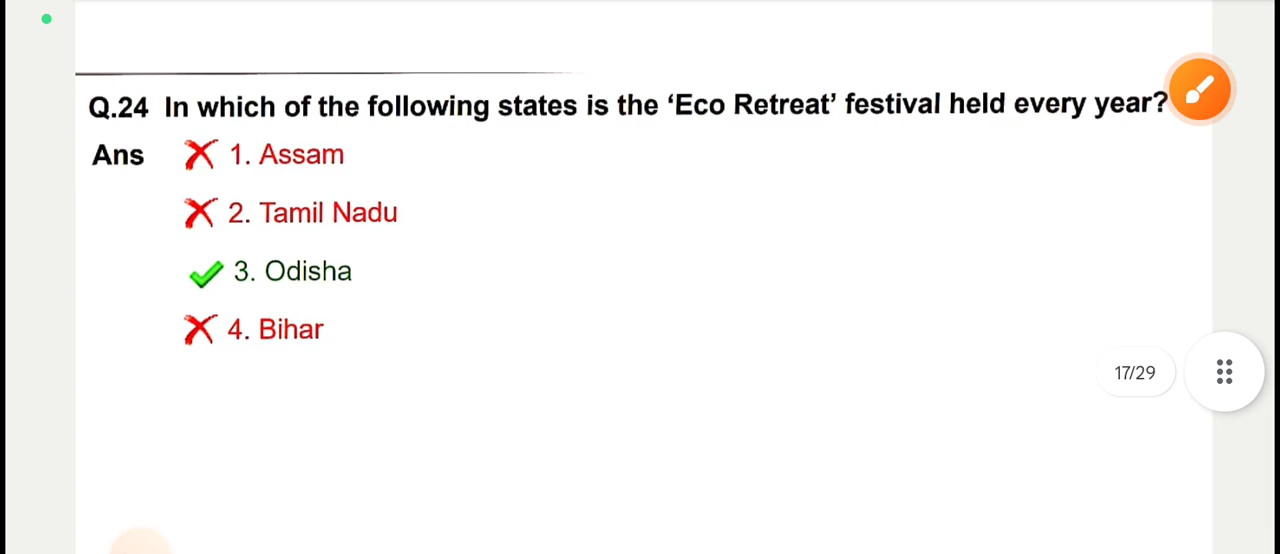 Q.24 In which of the following states is the ‘Eco Retreat’ festival held every year?
Ans 1. Assam
2. Tamil Nadu
3. Odisha
4. Bihar
17/29